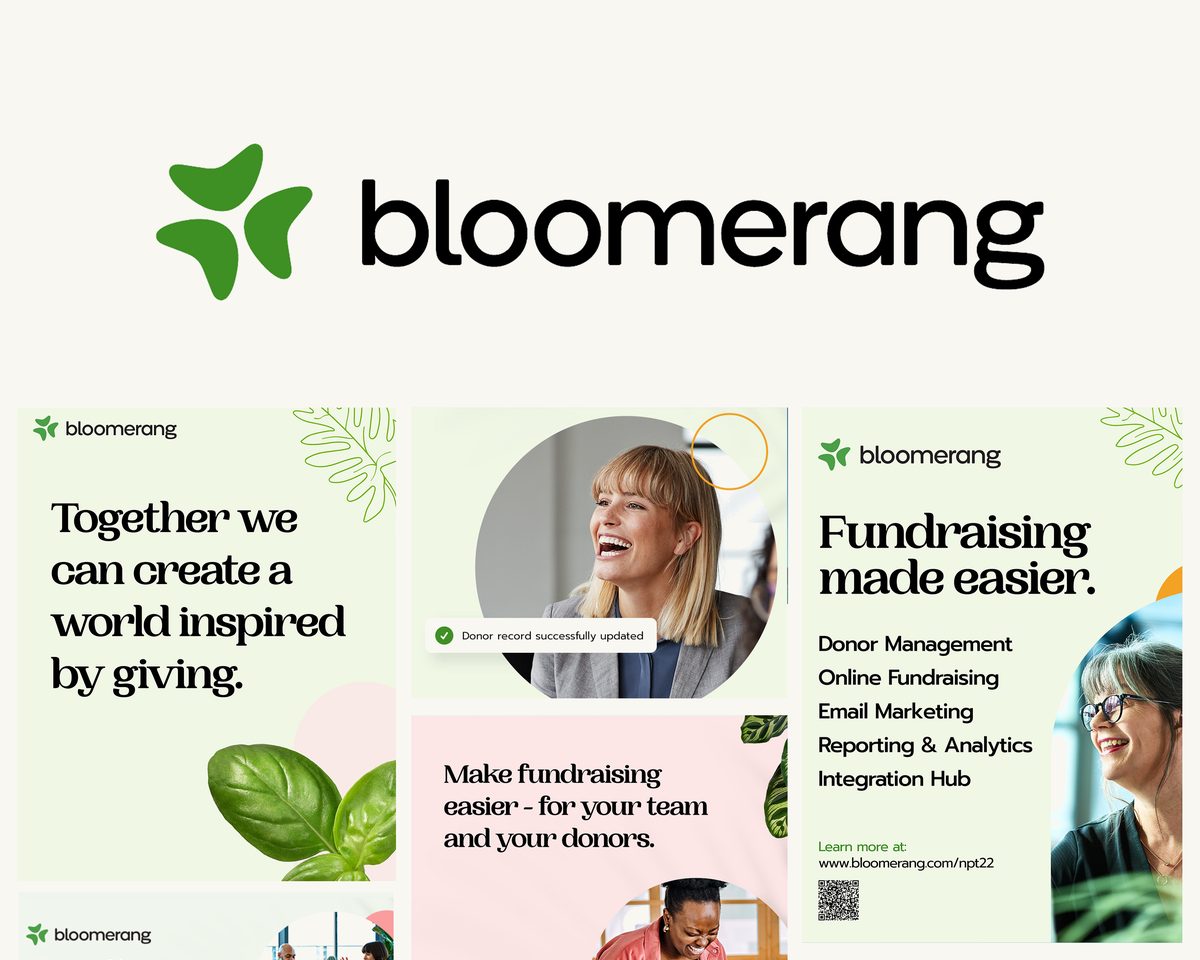 bloomerang
bloomerang
Together we
can create a
world inspired
by giving.
Donor record successfully updated
Make fundraising
easier - for your team
and your donors.
bloomerang
Fundraising
made easier.
Donor Management
Online Fundraising
Email Marketing
Reporting & Analytics
Integration Hub
Learn more at:
www.bloomerang.com/npt22
bloomerang